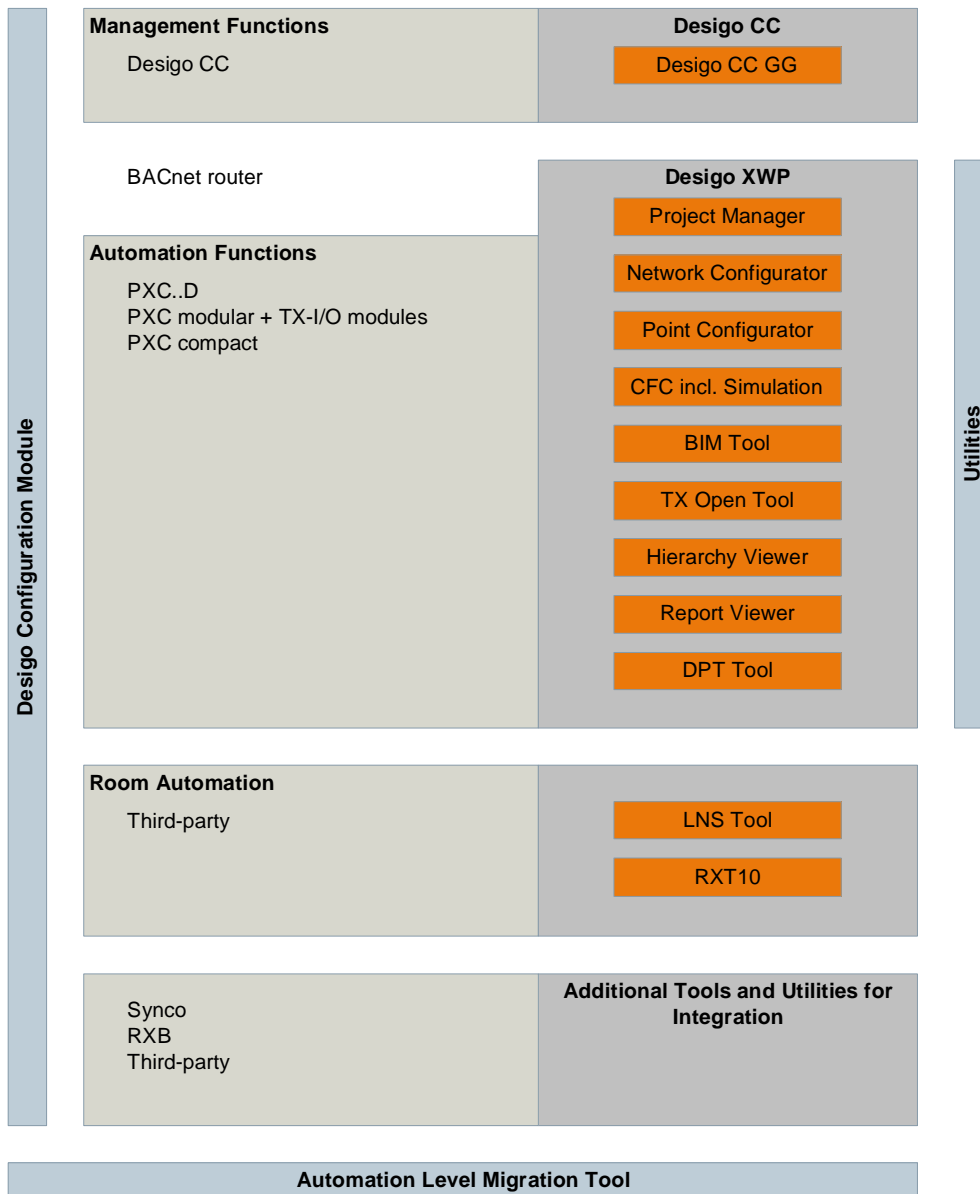 Management Functions
Desigo CC
Desigo CC
Desigo CC GG
BACnet router
Desigo XWP
Project Manager
Automation Functions
PXC..D
PXC modular + TX-I/O modules
PXC compact
Network Configurator
Point Configurator
CFC incl. Simulation
BIM Tool
TX Open Tool
Hierarchy Viewer
Report Viewer
DPT Tool
Desigo Configuration Module
Utilities
Room Automation
Third-party
LNS Tool
RXT10
Synco
RXB
Third-party
Additional Tools and Utilities for
Integration
Automation Level Migration Tool